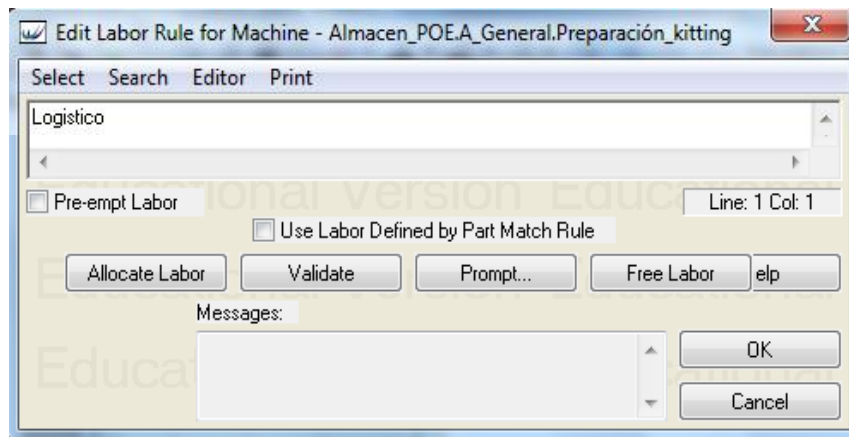 Edit Labor Rule for Machine - Almacen_POE.A_General.Preparación_kitting
Select Search Editor Print
Logistico
Pre-empt Labor
Line: 1 Col: 1
Use Labor Defined by Part Match Rule
Allocate Labor Validate Prompt... Free Labor elp
Messages:
OK
Cancel